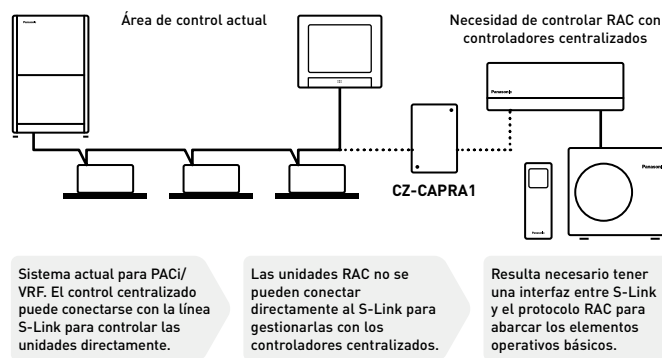 Panasonic
Área de control actual
Necesidad de controlar RAC con
controladores centralizados
Panasonic
Panasonic
CZ-CAPRA1
Sistema actual para PACi/
VRF. El control centralizado
puede conectarse con la línea
S-Link para controlar las
unidades directamente.
Las unidades RAC no se
pueden conectar
directamente al S-Link para
gestionarlas con los
controladores centralizados.
Resulta necesario tener
una interfaz entre S-Link
y el protocolo RAC para
abarcar los elementos
operativos básicos.